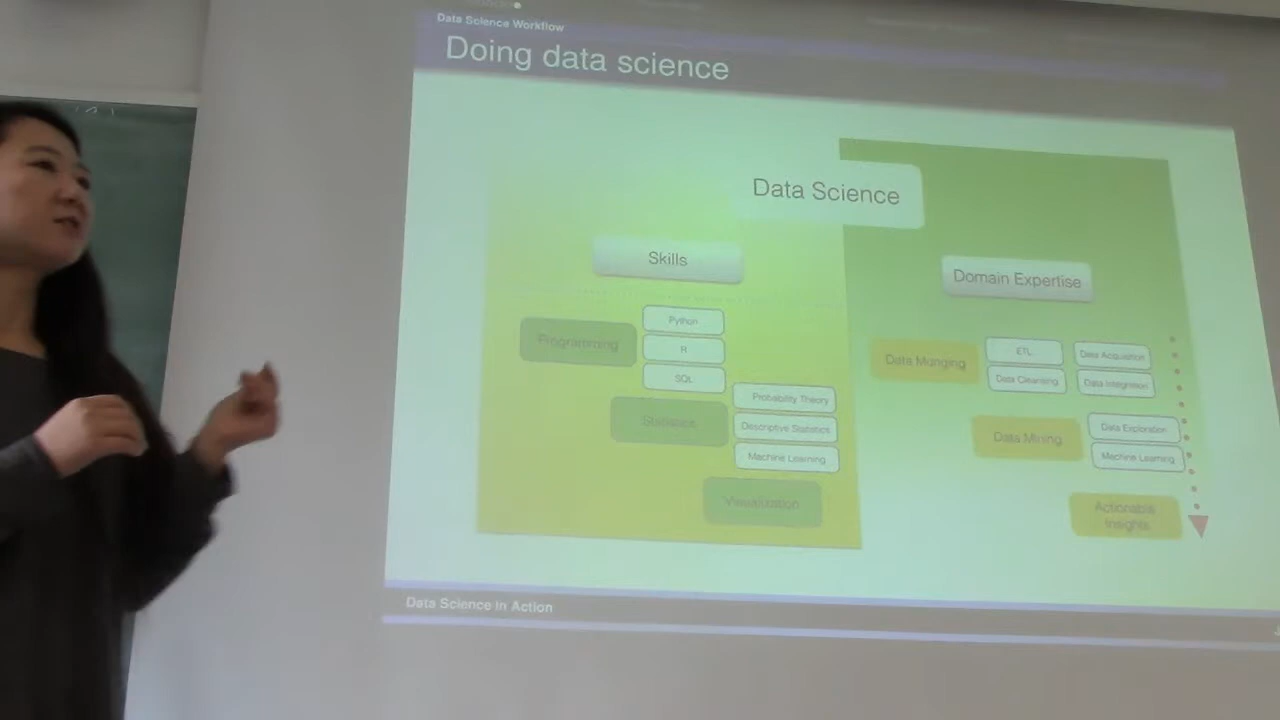 Data Science Workflow
Doing data science
Data Science
Skills
Domain Expertise
Programming
Python
R
SQL
Statistics
Probability Theory
Descriptive Statistics
Machine Learning
Visualization
Data Munging
ETL
Data Acquisition
Data Cleansing
Data Integration
Data Mining
Data Exploration
Machine Learning
Actionable
Insights
Data Science In Action